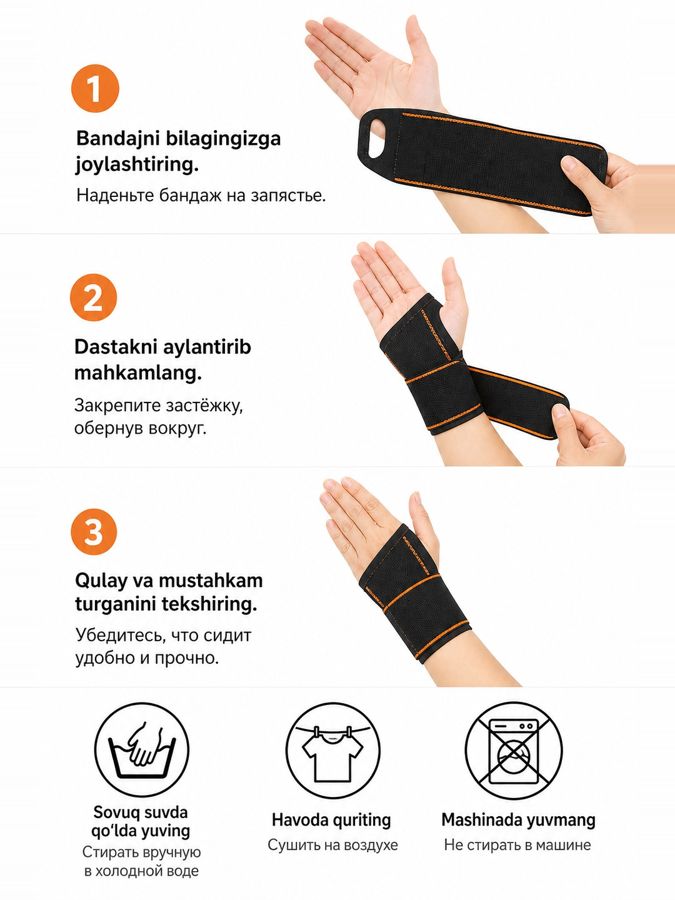 1
Bandajni bilagingizga
joylashtiring.
Наденьте бандаж на запястье.
2
Dastakni aylantirib
mahkamlang.
Закрепите застёжку,
обернув вокруг.
3
Qulay va mustahkam
turganini tekshiring.
Убедитесь, что сидит
удобно и прочно.
Sovuq suvda
qo‘lda yuving
Стирать вручную
в холодной воде
Havoda quriting
Сушить на воздухе
Mashinada yuvmang
Не стирать в машине